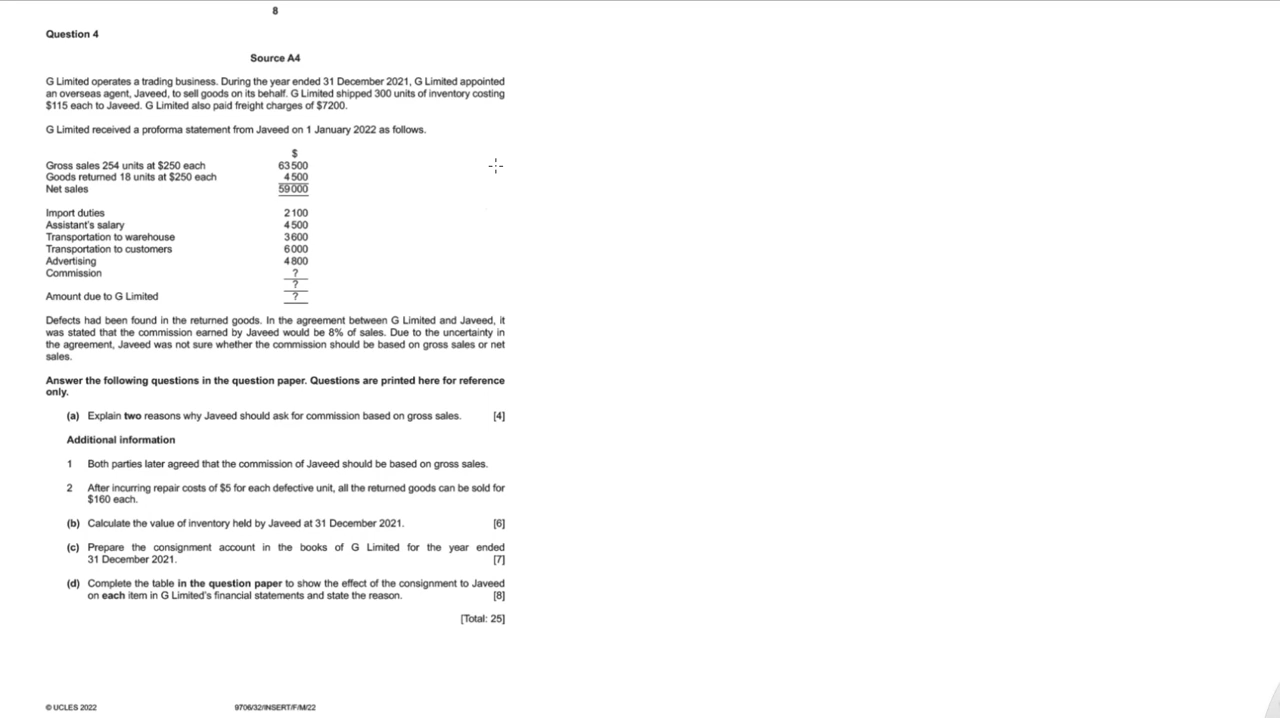 8
Question 4
Source A4
G Limited operates a trading business. During the year ended 31 December 2021, G Limited appointed
an overseas agent, Javeed, to sell goods on its behalf. G Limited shipped 300 units of inventory costing
$115 each to Javeed. G Limited also paid freight charges of $7200.
G Limited received a proforma statement from Javeed on 1 January 2022 as follows.
$
Gross sales 254 units at $250 each 63 500
Goods returned 18 units at $250 each 4 500
Net sales 59 000
Import duties 2 100
Assistant's salary 4 500
Transportation to warehouse 3 600
Transportation to customers 6 000
Advertising 4 800
Commission ?
?
Amount due to G Limited ?
Defects had been found in the returned goods. In the agreement between G Limited and Javeed, it
was stated that the commission earned by Javeed would be 8% of sales. Due to the uncertainty in
the agreement, Javeed was not sure whether the commission should be based on gross sales or net
sales.
Answer the following questions in the question paper. Questions are printed here for reference
only.
(a) Explain two reasons why Javeed should ask for commission based on gross sales. [4]
Additional information
1 Both parties later agreed that the commission of Javeed should be based on gross sales.
2 After incurring repair costs of $5 for each defective unit, all the returned goods can be sold for
$160 each.
(b) Calculate the value of inventory held by Javeed at 31 December 2021. [6]
(c) Prepare the consignment account in the books of G Limited for the year ended
31 December 2021. [7]
(d) Complete the table in the question paper to show the effect of the consignment to Javeed
on each item in G Limited's financial statements and state the reason. [8]
[Total: 25]
© UCLES 2022 9706/32/INSERT/F/M/22